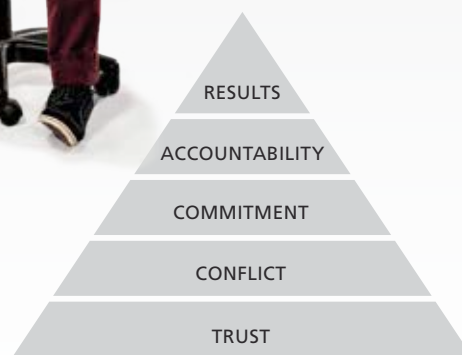 RESULTS
ACCOUNTABILITY
COMMITMENT
CONFLICT
TRUST